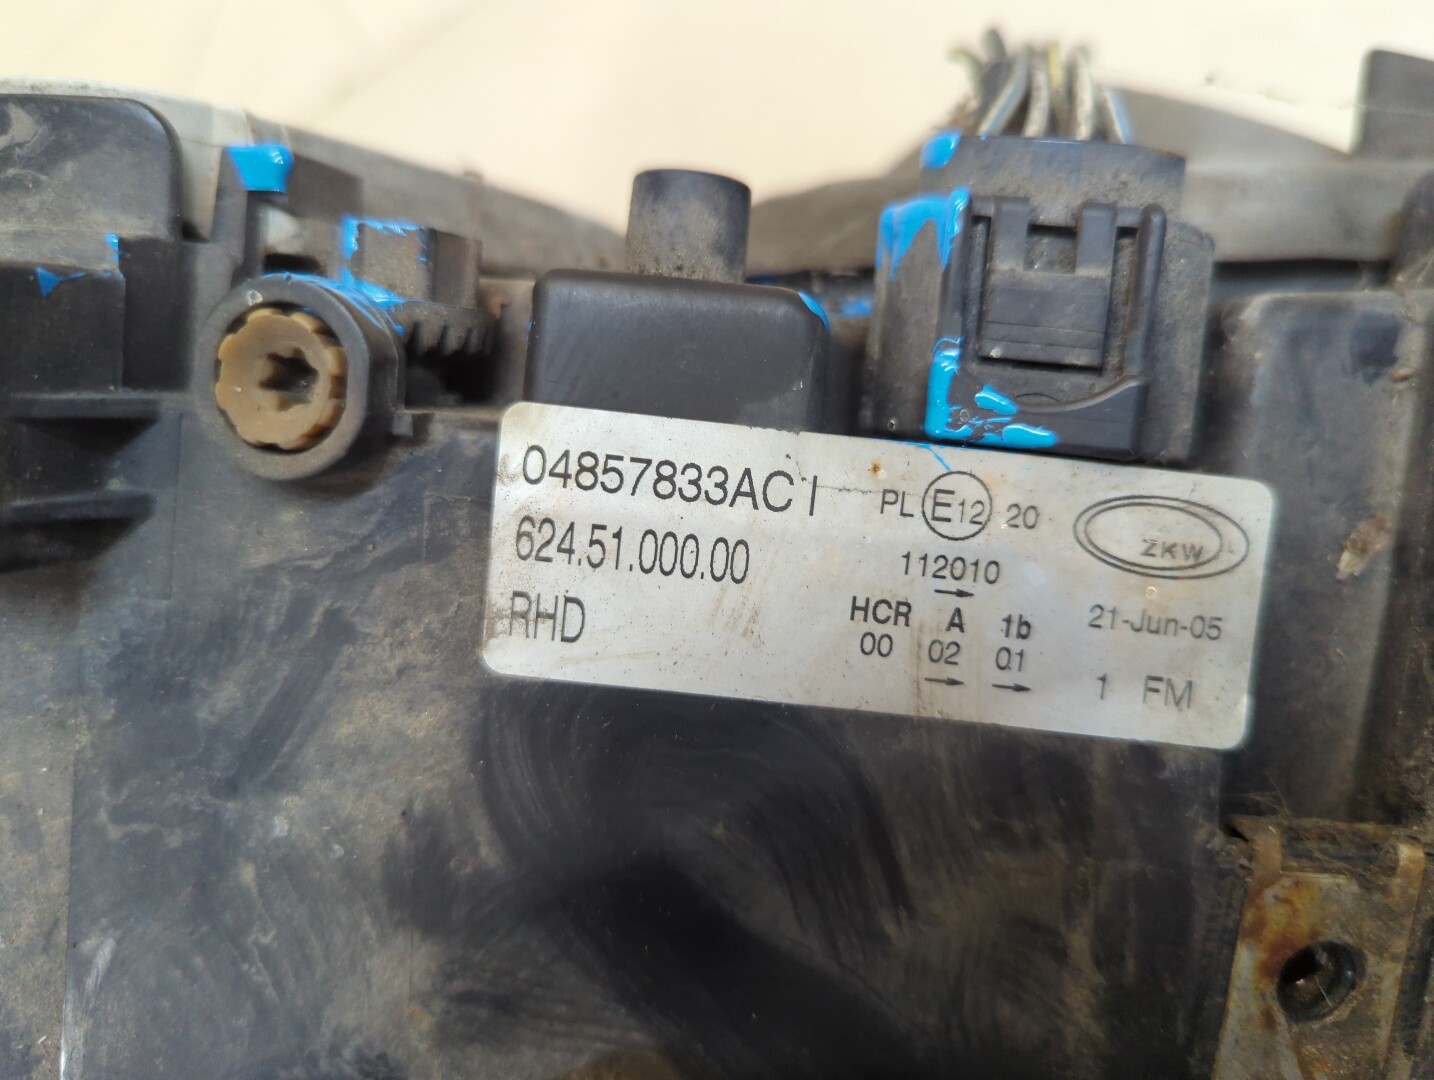 04857833AC I
624.51.000.00
RHD
PL E12 20
112010
→
HCR A 1b
00 02 01
→ →
ZKW
21-Jun-05
1 FM